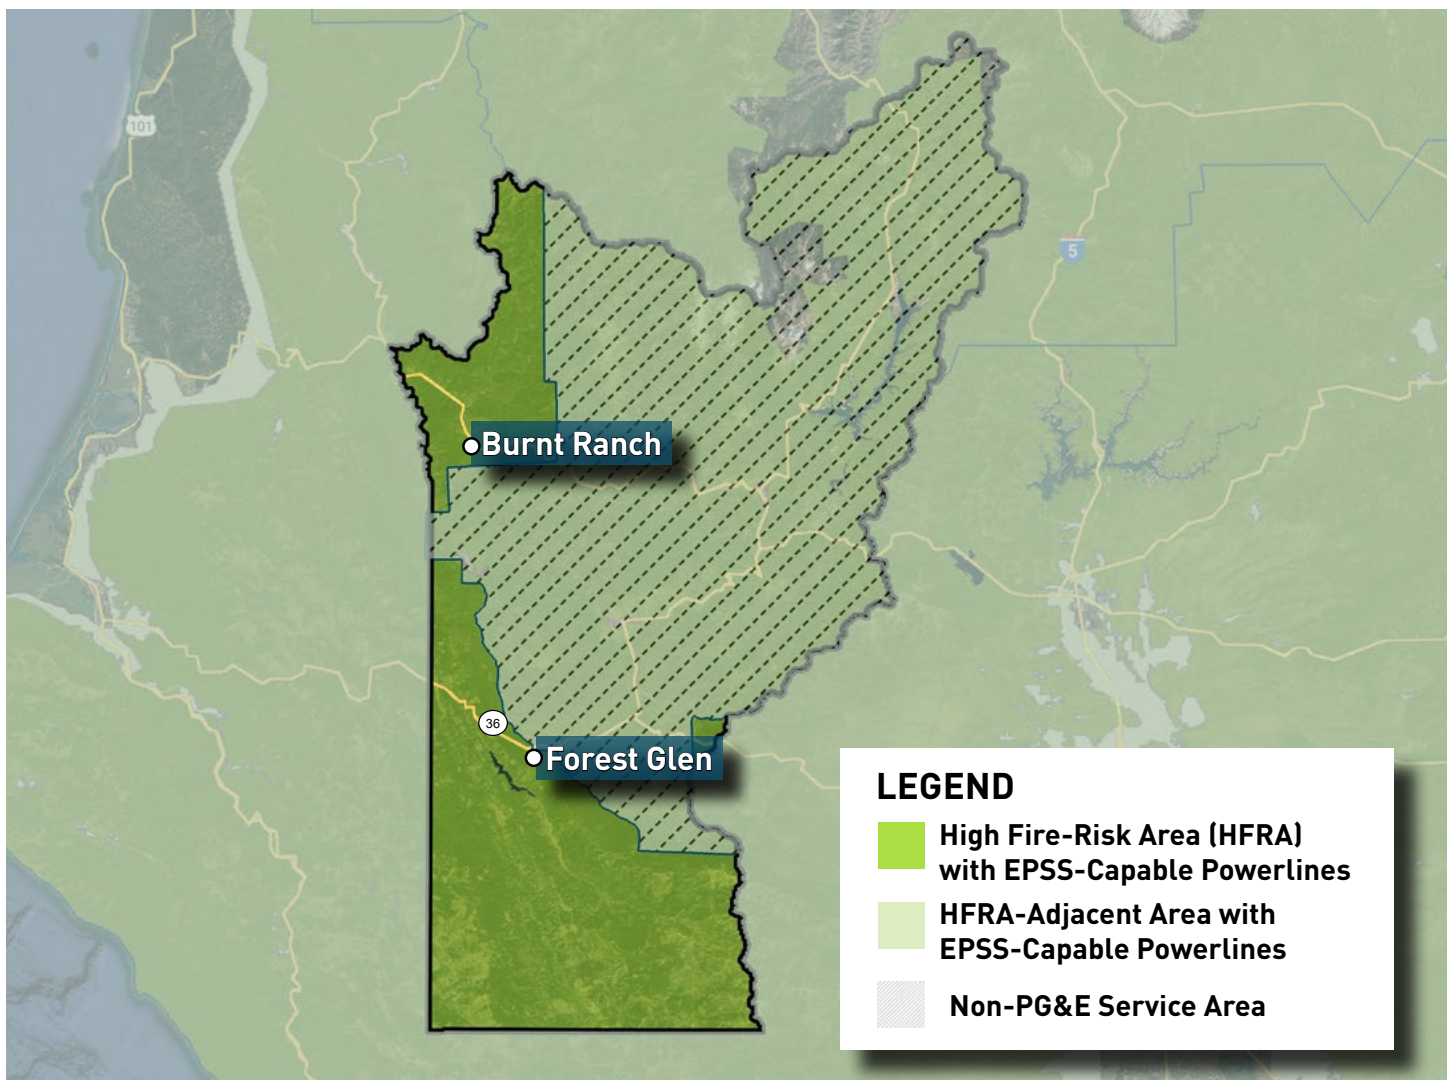 101
5
Burnt Ranch
36
Forest Glen
LEGEND
High Fire-Risk Area (HFRA)
with EPSS-Capable Powerlines
HFRA-Adjacent Area with
EPSS-Capable Powerlines
Non-PG&E Service Area